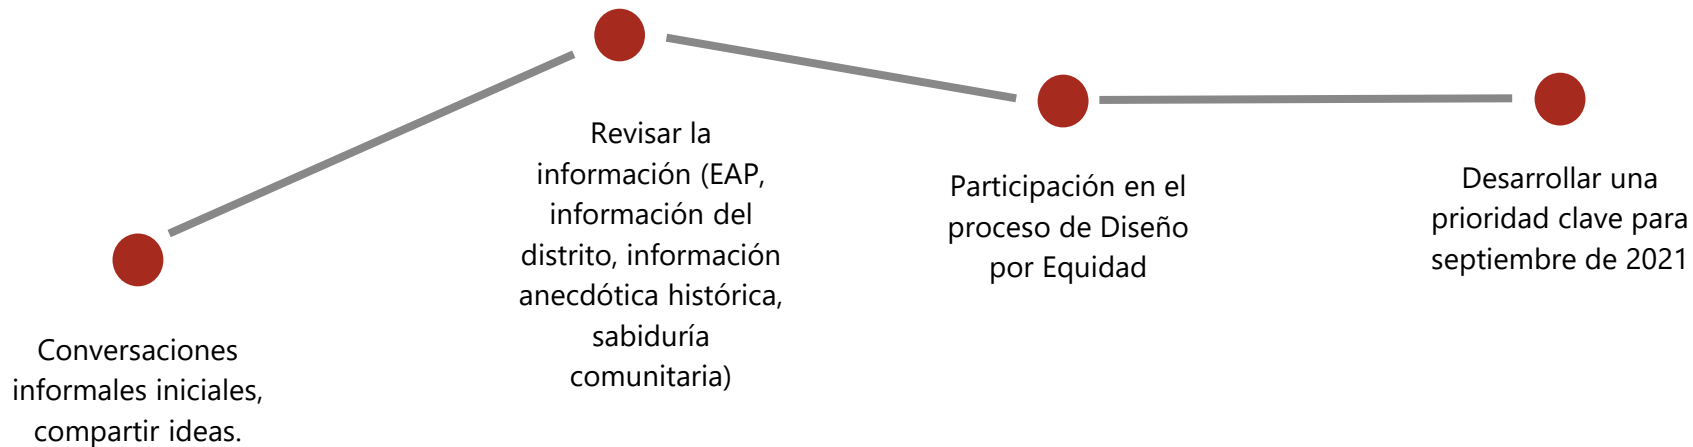 Conversaciones
informales iniciales,
compartir ideas.
Revisar la
información (EAP,
información del
distrito, información
anecdótica histórica,
sabiduría
comunitaria)
Participación en el
proceso de Diseño
por Equidad
Desarrollar una
prioridad clave para
septiembre de 2021